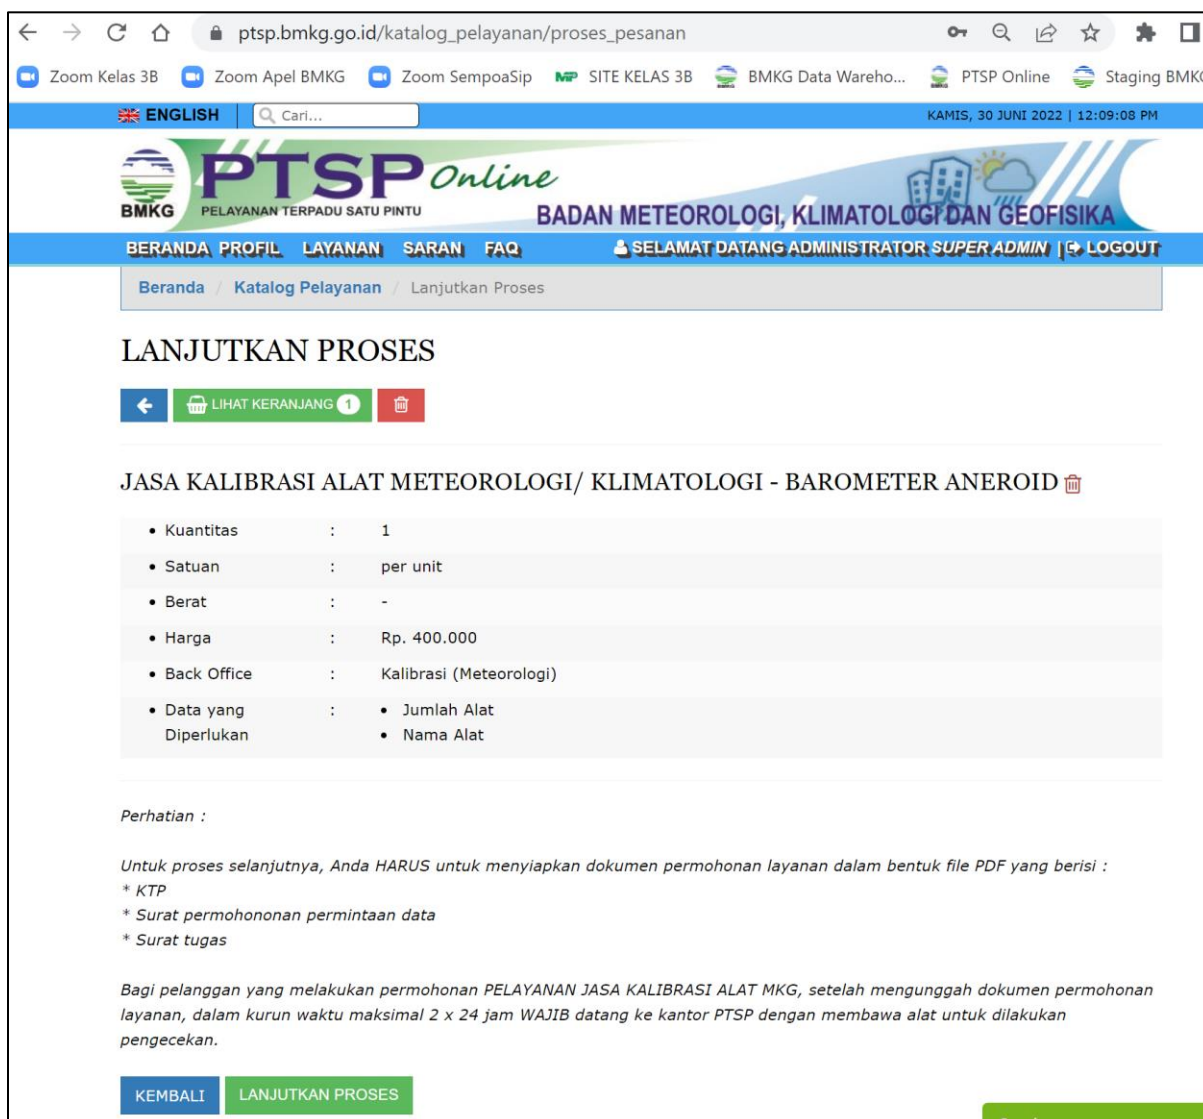 ptsp.bmkg.go.id/katalog_pelayanan/proses_pesanan
Zoom Kelas 3B Zoom Apel BMKG Zoom SempoaSip MP SITE KELAS 3B BMKG Data Wareho... PTSP Online Staging BMKG
ENGLISH Cari... KAMIS, 30 JUNI 2022 | 12:09:08 PM
BMKG PTSP Online
PELAYANAN TERPADU SATU PINTU
BADAN METEOROLOGI, KLIMATOLOGI DAN GEOFISIKA
BERANDA PROFIL LAYANAN SARAN FAQ SELAMAT DATANG ADMINISTRATOR SUPER ADMIN | LOGOUT
Beranda / Katalog Pelayanan / Lanjutkan Proses
LANJUTKAN PROSES
LIHAT KERANJANG 1
JASA KALIBRASI ALAT METEOROLOGI/ KLIMATOLOGI - BAROMETER ANEROID
• Kuantitas : 1
• Satuan : per unit
• Berat : -
• Harga : Rp. 400.000
• Back Office : Kalibrasi (Meteorologi)
• Data yang Diperlukan : • Jumlah Alat
• Nama Alat
Perhatian :
Untuk proses selanjutnya, Anda HARUS untuk menyiapkan dokumen permohonan layanan dalam bentuk file PDF yang berisi :
* KTP
* Surat permohononan permintaan data
* Surat tugas
Bagi pelanggan yang melakukan permohonan PELAYANAN JASA KALIBRASI ALAT MKG, setelah mengunggah dokumen permohonan
layanan, dalam kurun waktu maksimal 2 x 24 jam WAJIB datang ke kantor PTSP dengan membawa alat untuk dilakukan
pengecekan.
KEMBALI LANJUTKAN PROSES